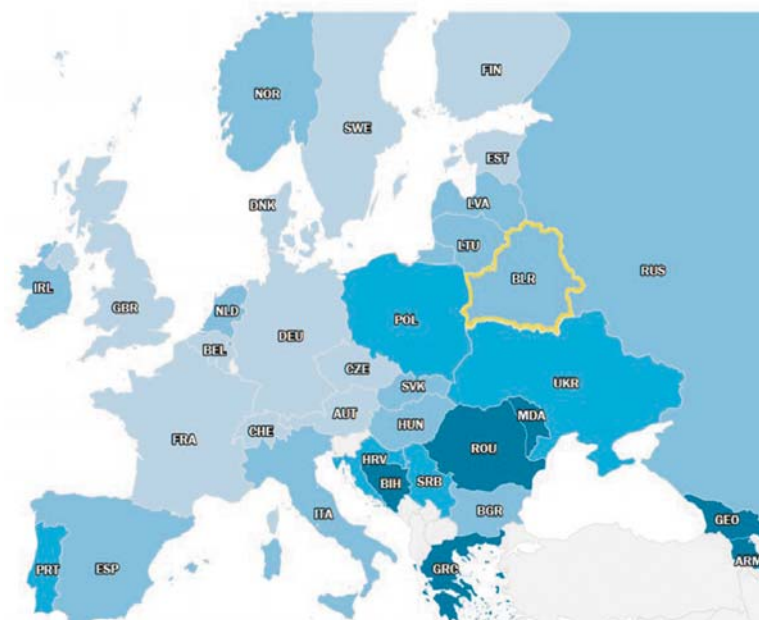 FIN
NOR
SWE
EST
LVA
DNK
LTU
RUS
BLR
IRL
GBR
NLD
POL
DEU
BEL
CZE
UKR
SVK
AUT
MDA
HUN
CHE
FRA
ROU
HRV
BIH
SRB
BGR
ITA
GEO
ARM
PRT
ESP
GRC